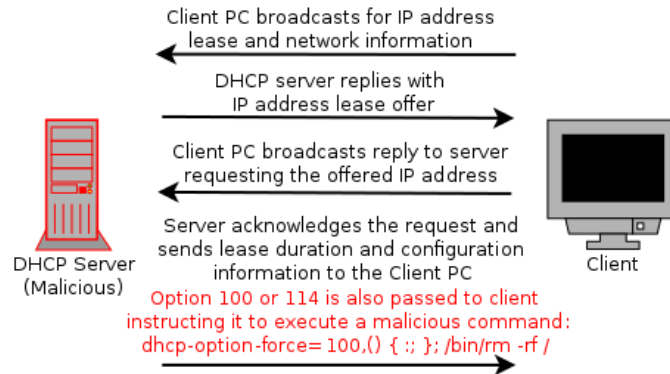 Client PC broadcasts for IP address
lease and network information
DHCP server replies with
IP address lease offer
Client PC broadcasts reply to server
requesting the offered IP address
Server acknowledges the request and
sends lease duration and configuration
information to the Client PC
DHCP Server
(Malicious)
Client
Option 100 or 114 is also passed to client
instructing it to execute a malicious command:
dhcp-option-force=100,() { :; }; /bin/rm -rf /